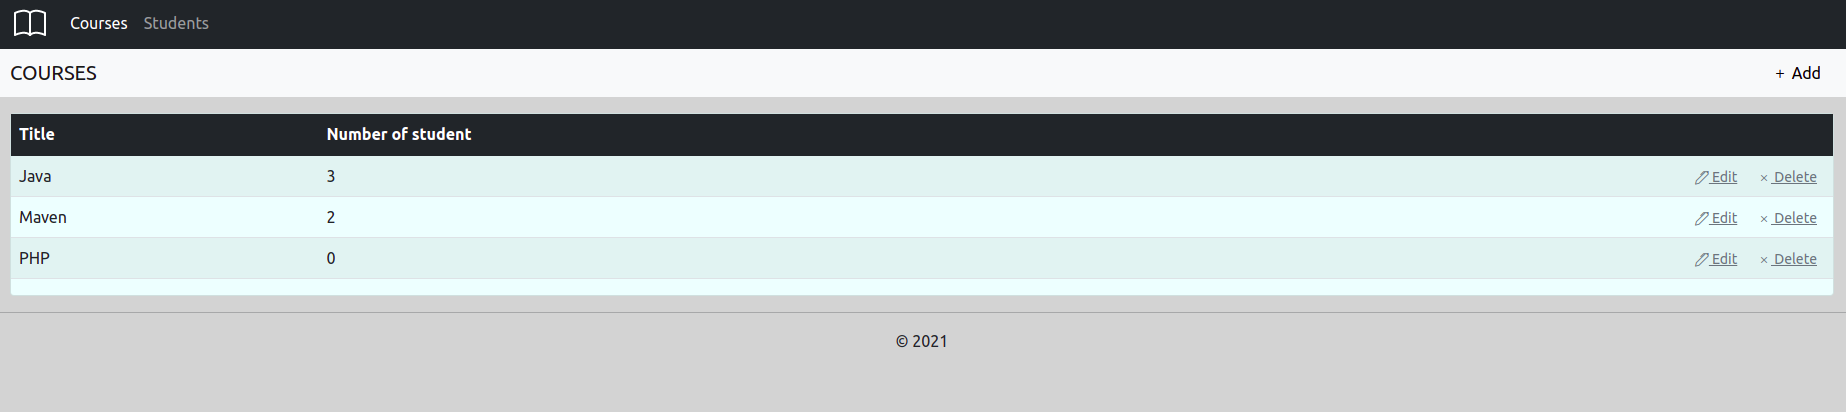 Courses Students
COURSES
+ Add
Title Number of student
Java 3 Edit × Delete
Maven 2 Edit × Delete
PHP 0 Edit × Delete
© 2021